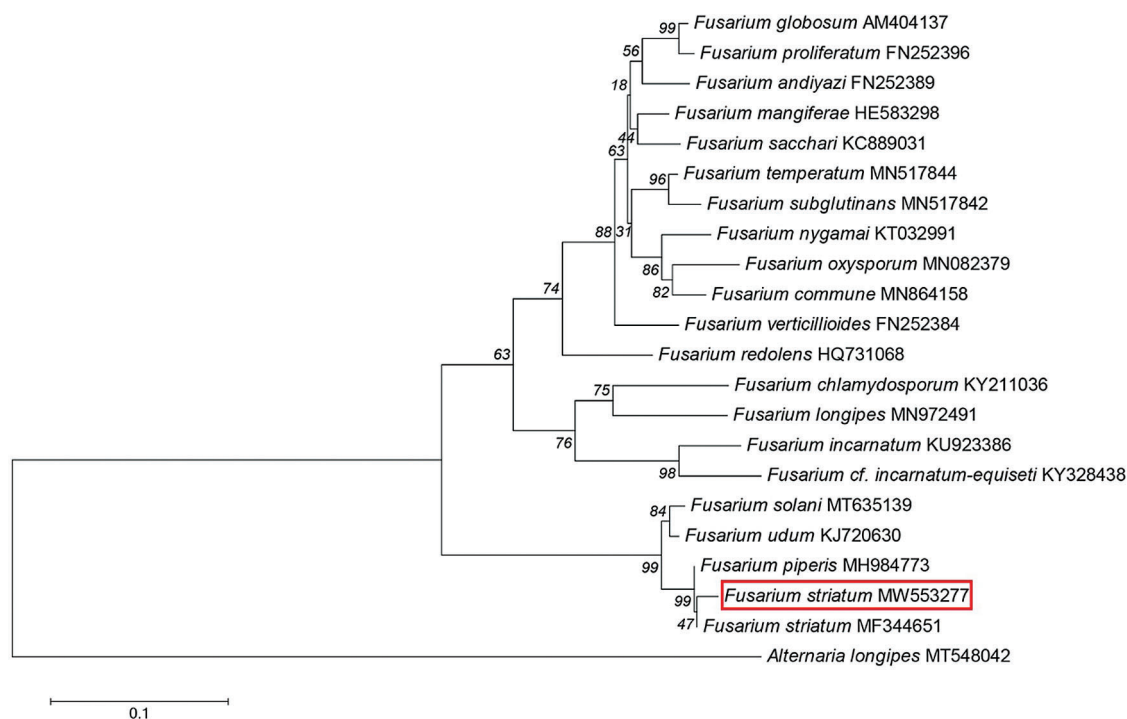 99 Fusarium globosum AM404137
56 Fusarium proliferatum FN252396
18 Fusarium andiyazi FN252389
Fusarium mangiferae HE583298
44 Fusarium sacchari KC889031
63
96 Fusarium temperatum MN517844
Fusarium subglutinans MN517842
88 31 Fusarium nygamai KT032991
86 Fusarium oxysporum MN082379
82 Fusarium commune MN864158
74
Fusarium verticillioides FN252384
63 Fusarium redolens HQ731068
75 Fusarium chlamydosporum KY211036
Fusarium longipes MN972491
76 Fusarium incarnatum KU923386
98 Fusarium cf. incarnatum-equiseti KY328438
84 Fusarium solani MT635139
Fusarium udum KJ720630
99 Fusarium piperis MH984773
99 Fusarium striatum MW553277
47 Fusarium striatum MF344651
Alternaria longipes MT548042
0.1